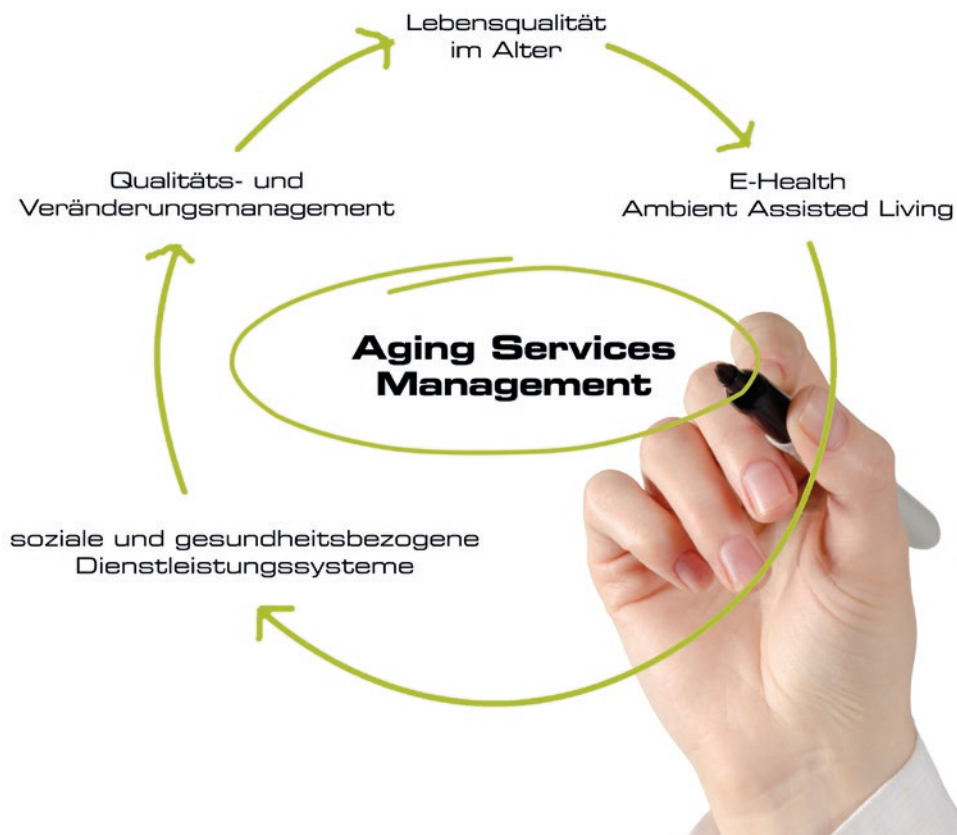 Lebensqualität
im Alter
Qualitäts- und
Veränderungsmanagement
E-Health
Ambient Assisted Living
Aging Services
Management
soziale und gesundheitsbezogene
Dienstleistungssysteme